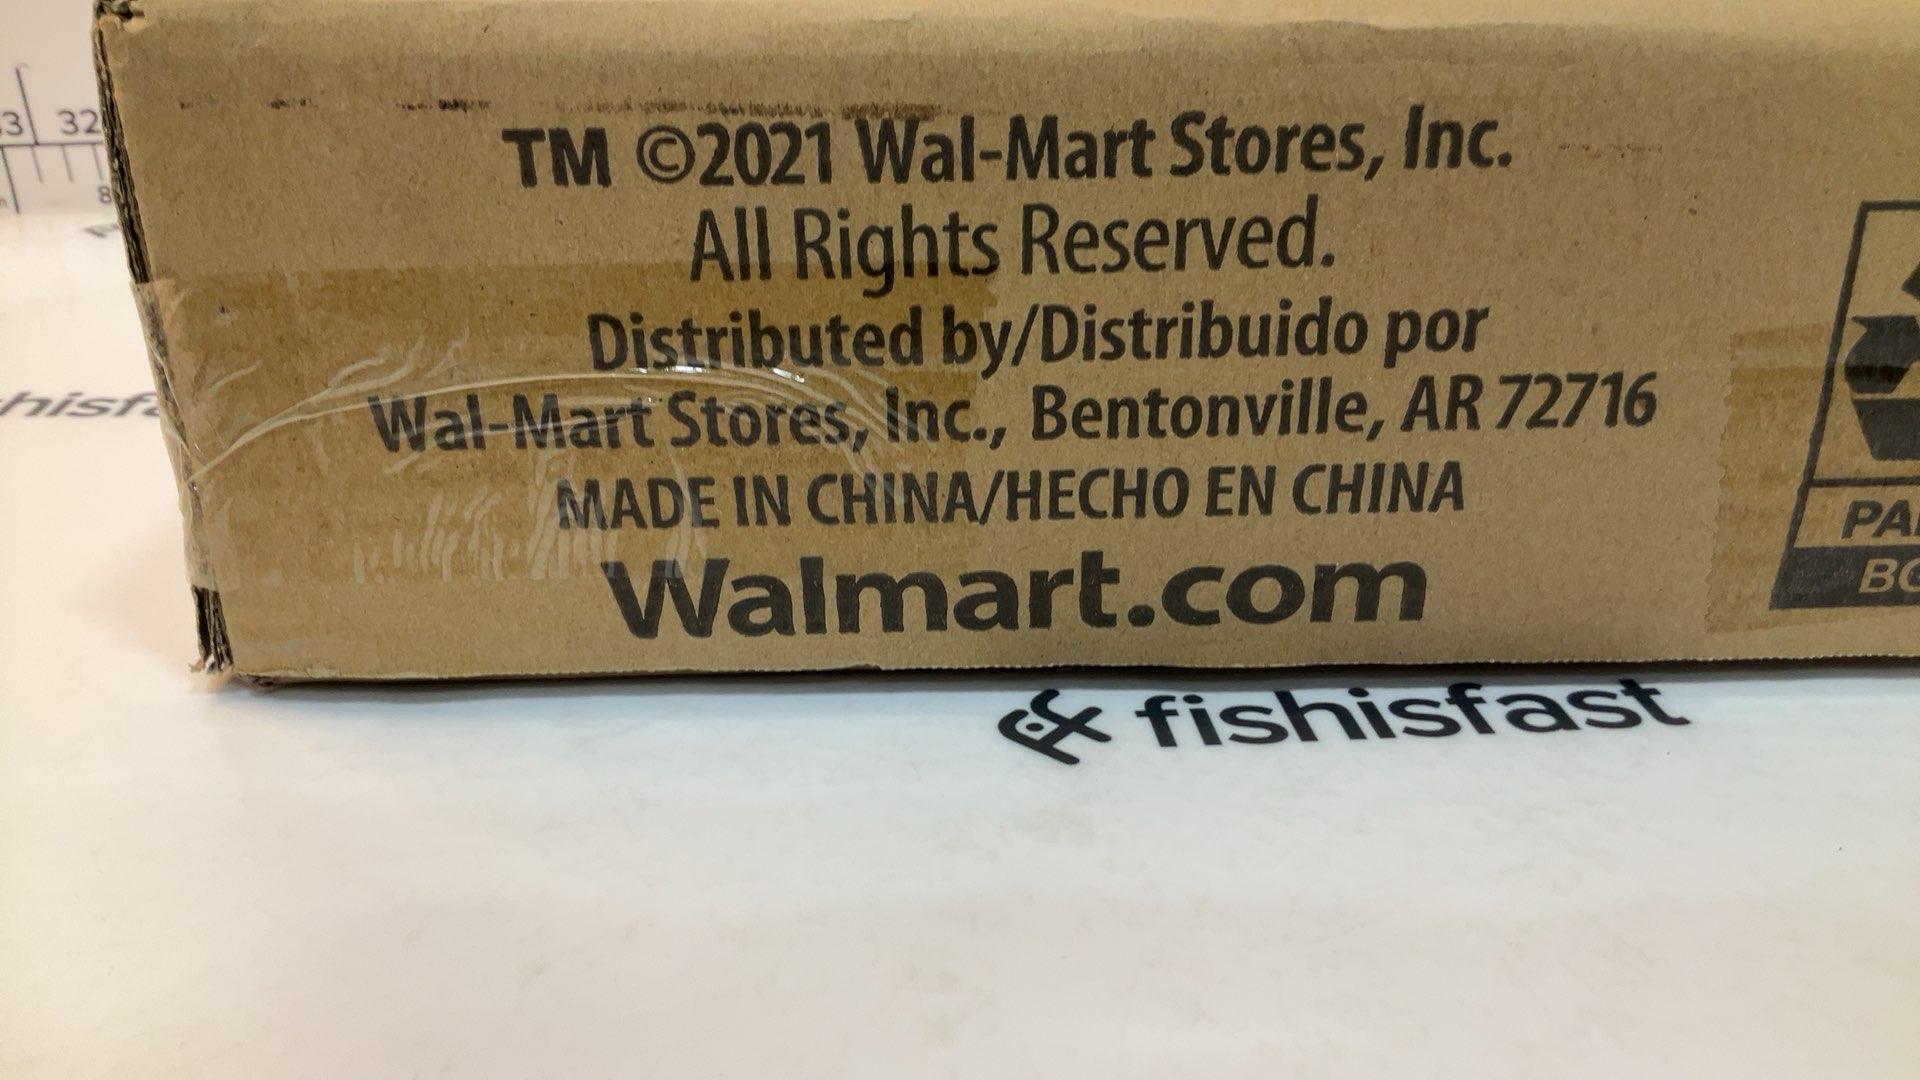 32
TM ©2021 Wal-Mart Stores, Inc.
All Rights Reserved.
Distributed by/Distribuido por
Wal-Mart Stores, Inc., Bentonville, AR 72716
MADE IN CHINA/HECHO EN CHINA
Walmart.com
fishisfast